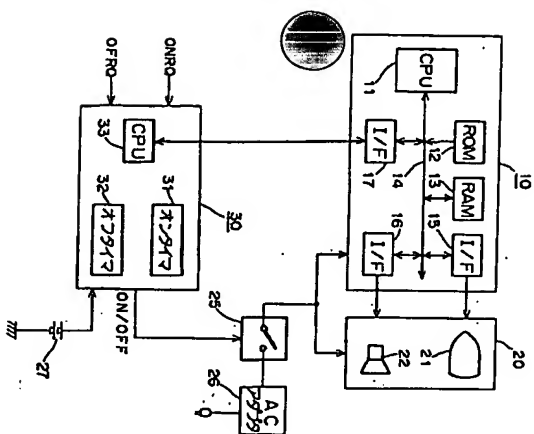 10
CPU
11
ROM
12
RAM
13
14
I/F
15
I/F
16
I/F
17
20
21
22
ONRQ
OFRQ
30
CPU
33
オンタイマ
31
オフタイマ
32
ON/OFF
25
AC
アダプタ
26
27